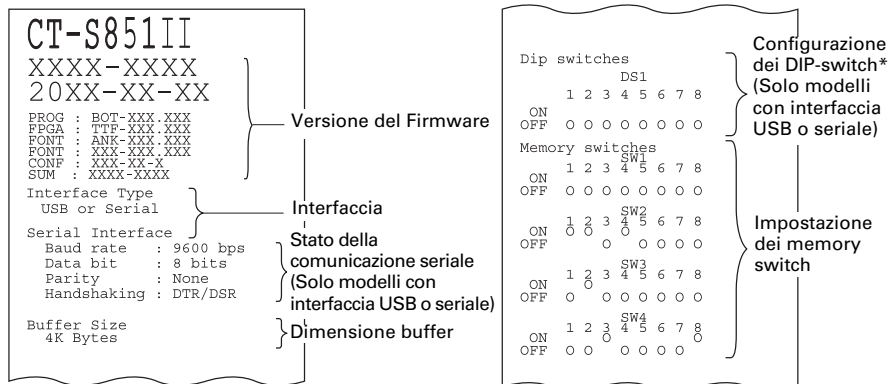 CT-S851II
XXXX-XXXX
20XX-XX-XX
PROG : BOT-XXX.XXX
FPGA : TTF-XXX.XXX
FONT : ANK-XXX.XXX
FONT : XXX-XXX.XXX
CONF : XXX-XX-X
SUM : XXXX-XXXX
Versione del Firmware
Interface Type
USB or Serial
Interfaccia
Serial Interface
Baud rate : 9600 bps
Data bit : 8 bits
Parity : None
Handshaking : DTR/DSR
Stato della
comunicazione seriale
(Solo modelli con
interfaccia USB o seriale)
Buffer Size
4K Bytes
Dimensione buffer
Dip switches
DS1
1 2 3 4 5 6 7 8
ON
OFF O O O O O O O O
Configurazione
dei DIP-switch*
(Solo modelli
con interfaccia
USB o seriale)
Memory switches
SW1
1 2 3 4 5 6 7 8
ON
OFF O O O O O O O O
SW2
1 2 3 4 5 6 7 8
ON O O O
OFF O O O O O
SW3
1 2 3 4 5 6 7 8
ON O
OFF O O O O O O O
SW4
1 2 3 4 5 6 7 8
ON O O
OFF O O O O O O
Impostazione
dei memory
switch